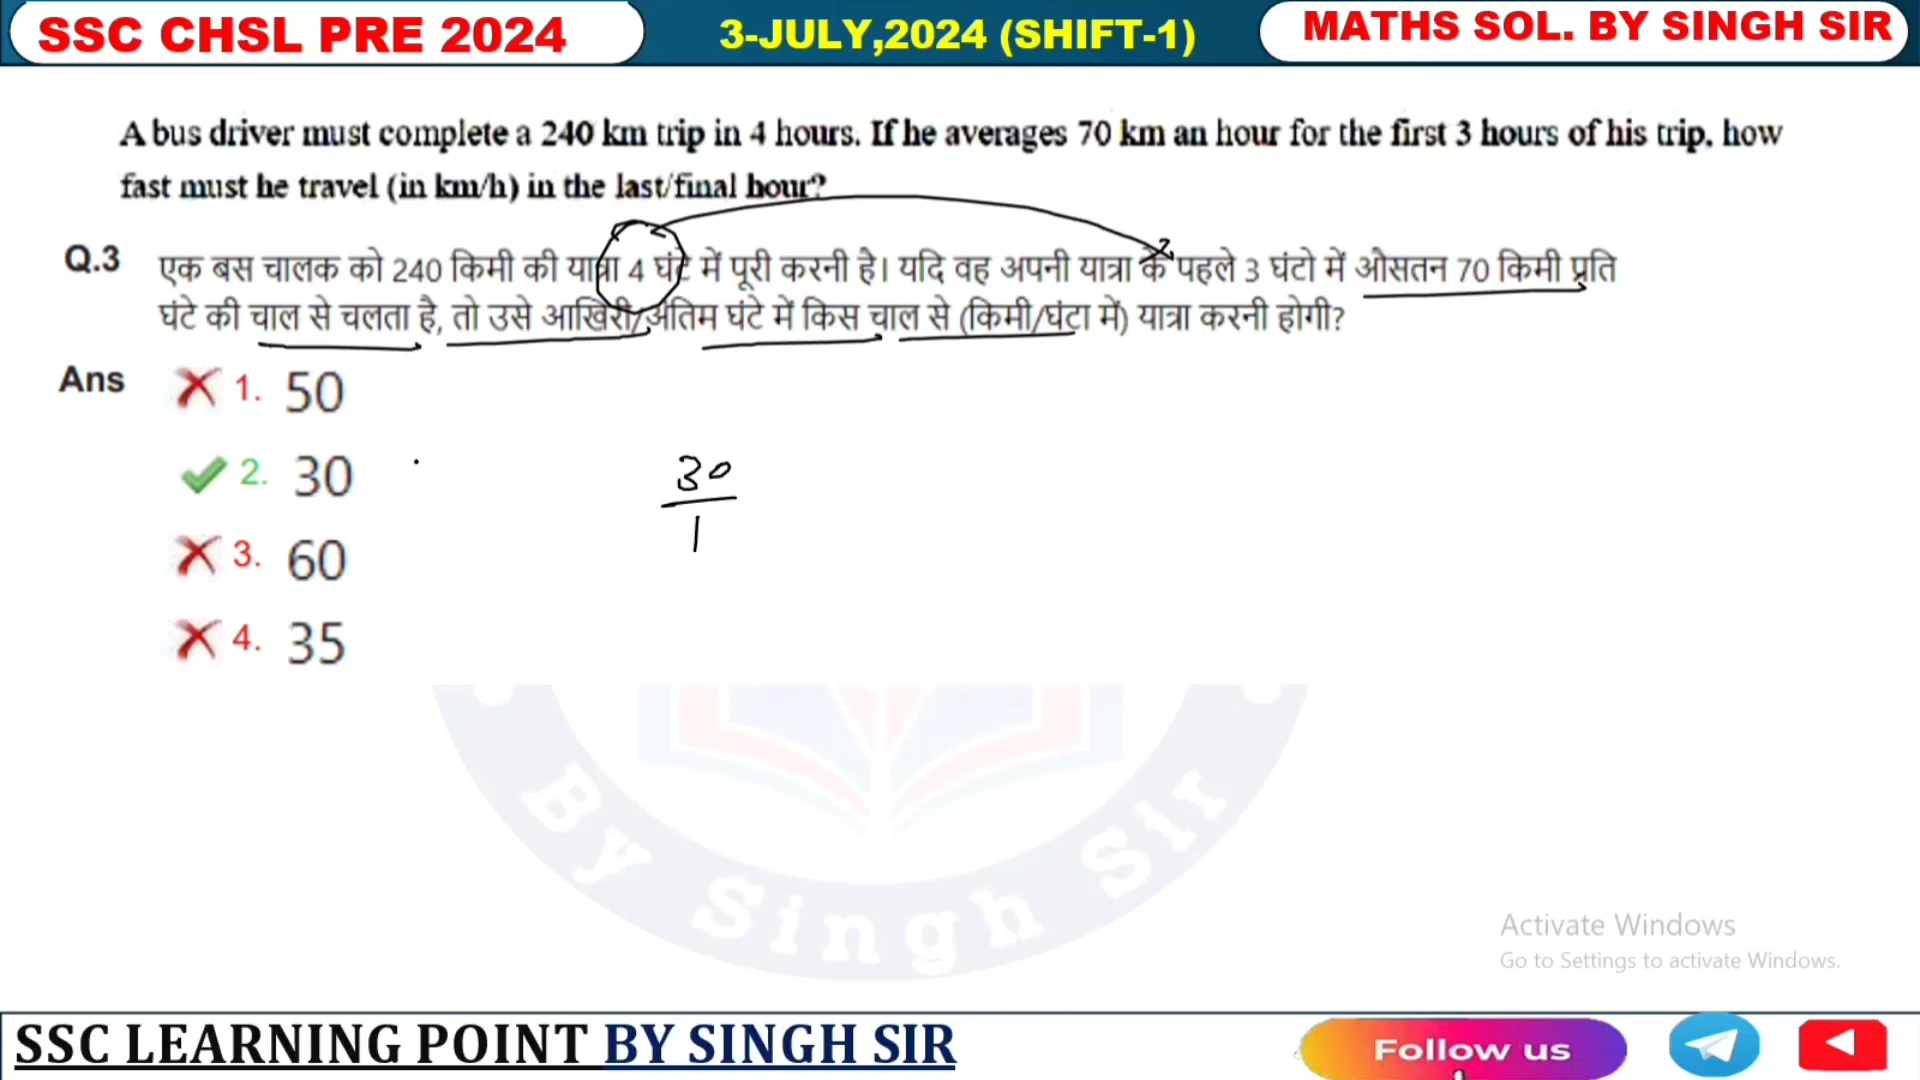 SSC CHSL PRE 2024
3-JULY,2024 (SHIFT-1)
MATHS SOL. BY SINGH SIR
A bus driver must complete a 240 km trip in 4 hours. If he averages 70 km an hour for the first 3 hours of his trip, how
fast must he travel (in km/h) in the last/final hour?
Q.3 एक बस चालक को 240 किमी की यात्रा 4 घंटे में पूरी करनी है। यदि वह अपनी यात्रा के पहले 3 घंटो में औसतन 70 किमी प्रति
घंटे की चाल से चलता है, तो उसे आखिरी/अंतिम घंटे में किस चाल से (किमी/घंटा में) यात्रा करनी होगी?
Ans 1. 50
2. 30
3. 60
4. 35
30
1
By Singh Sir
Activate Windows
Go to Settings to activate Windows.
SSC LEARNING POINT BY SINGH SIR
Follow us